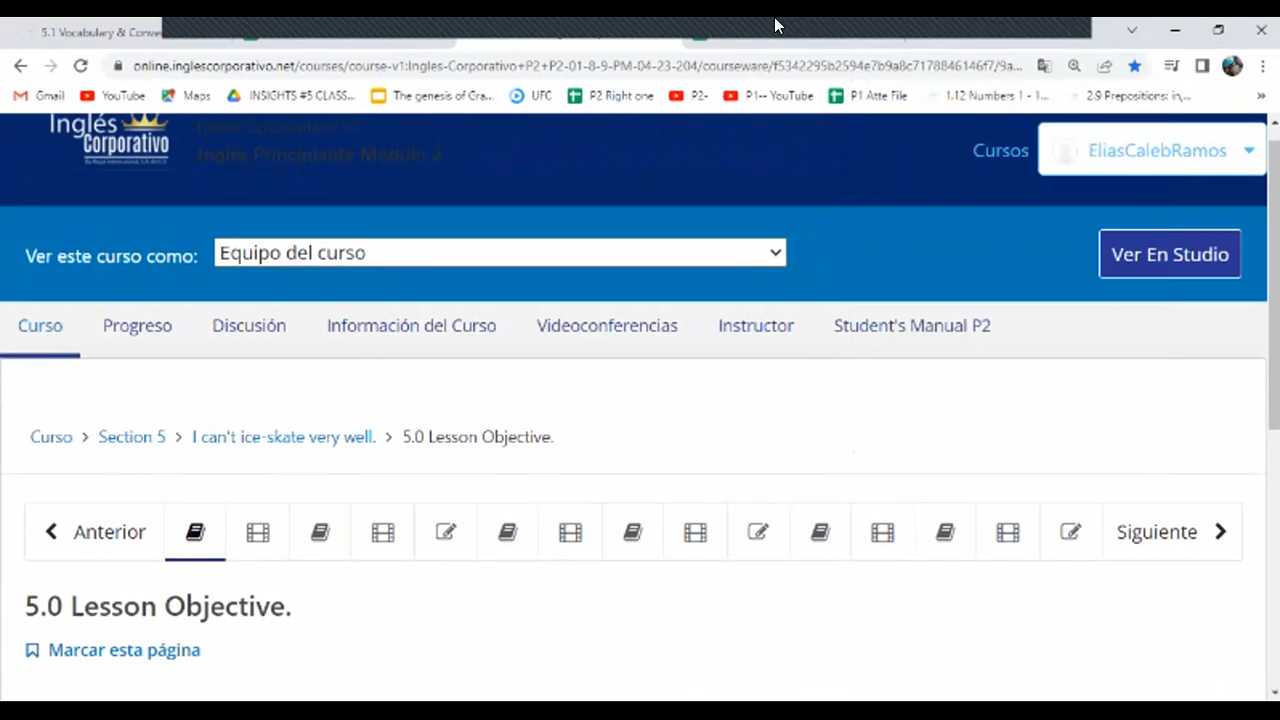 5.1 Vocabulary & Conve
online.inglescorporativo.net/courses/course-v1:Ingles-Corporativo+P2+P2-01-8-9-PM-04-23-204/courseware/f5342295b2594e7b9a8c7178846146f7/9a...
Gmail YouTube Maps INSIGHTS #5 CLASS... The genesis of Gra... UFC P2 Right one P2- P1-- YouTube P1 Atte File 1.12 Numbers 1 - 1... 2.9 Prepositions: in,... »
Inglés
Corporativo
Inglés Principiante Módulo 2
Cursos EliasCalebRamos
Ver este curso como: Equipo del curso Ver En Studio
Curso Progreso Discusión Información del Curso Videoconferencias Instructor Student's Manual P2
Curso > Section 5 > I can't ice-skate very well. > 5.0 Lesson Objective.
Anterior Siguiente
5.0 Lesson Objective.
Marcar esta página